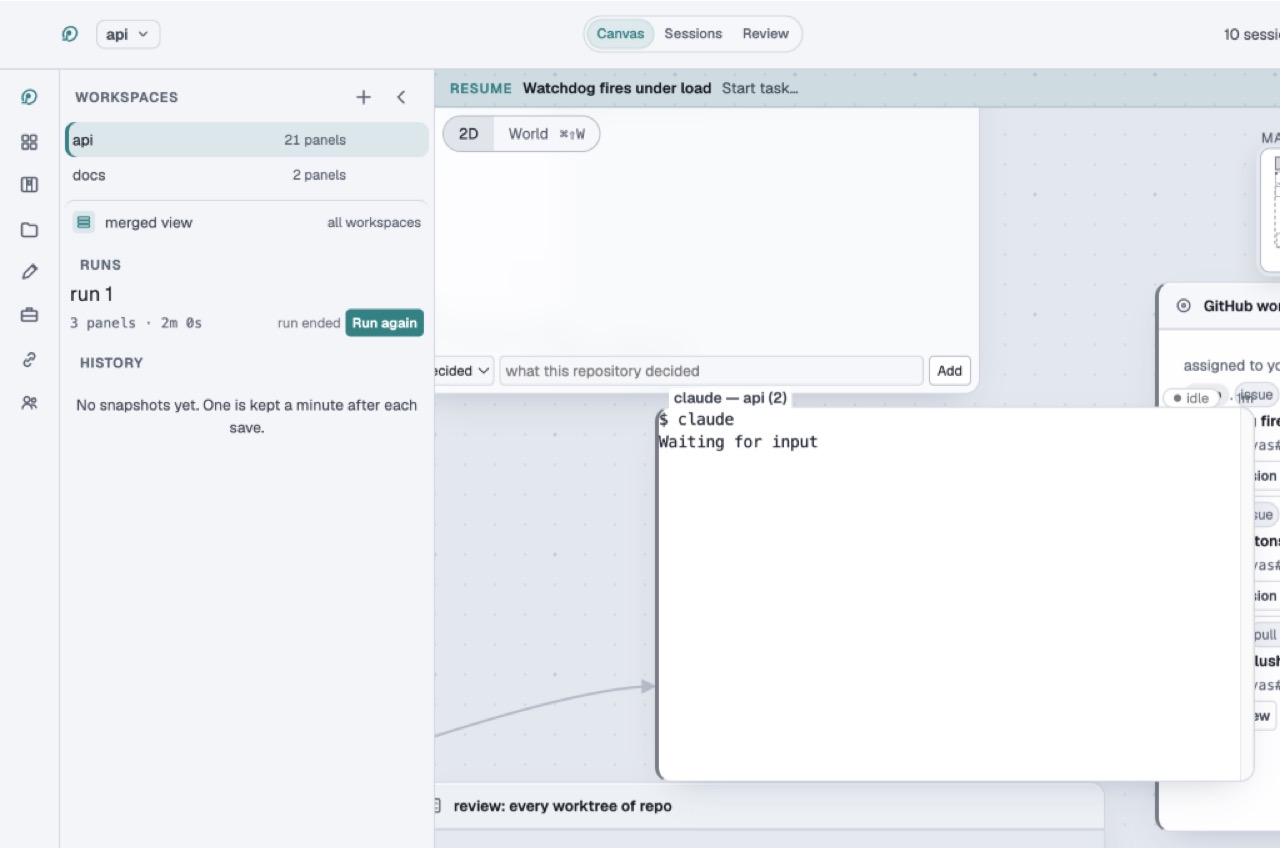 api
Canvas Sessions Review
10
WORKSPACES
api 21 panels
docs 2 panels
merged view all workspaces
RUNS
run 1
3 panels · 2m 0s run ended Run again
HISTORY
No snapshots yet. One is kept a minute after each
save.
RESUME Watchdog fires under load Start task…
2D World ⌘⇧W
what this repository decided Add
claude — api (2)
$ claude
Waiting for input
review: every worktree of repo
GitHub
assigned to
idle
issue
pull